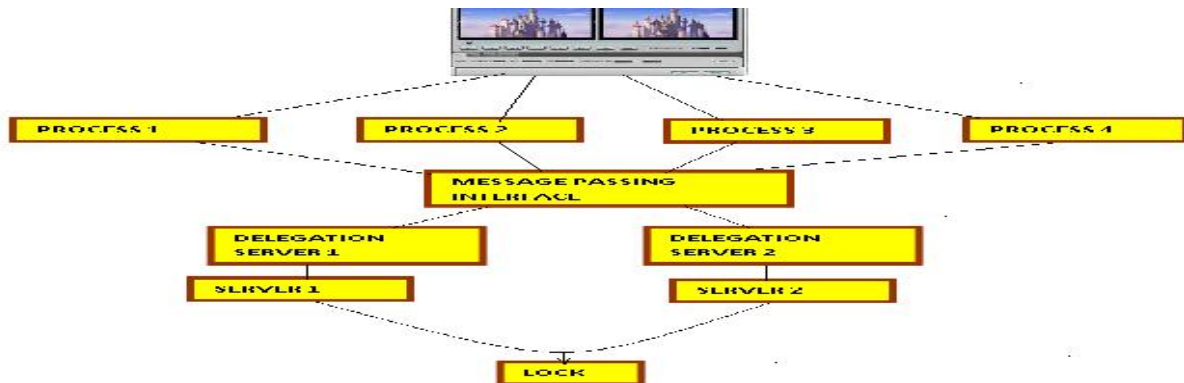 PROCESS 1
PROCESS 2
PROCESS 3
PROCESS 4
MESSAGE PASSING
INTERFACE
DELEGATION
SERVER 1
DELEGATION
SERVER 2
SERVER 1
SERVER 2
LOCK